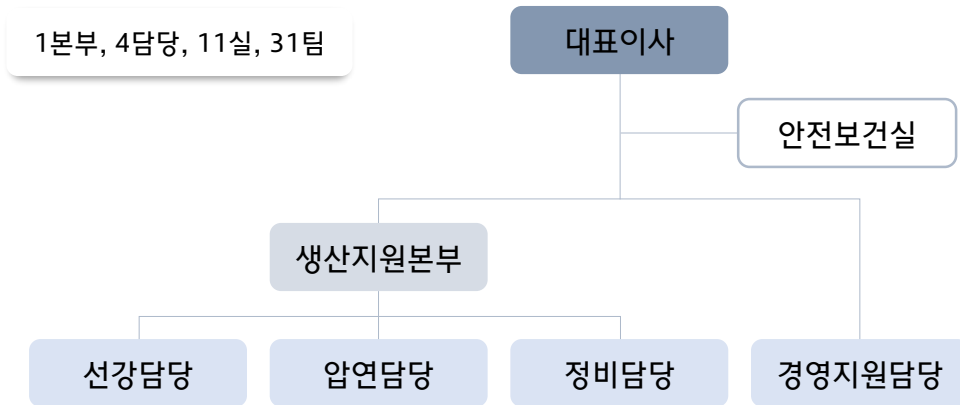 1본부, 4담당, 11실, 31팀
대표이사
안전보건실
생산지원본부
선강담당
압연담당
정비담당
경영지원담당